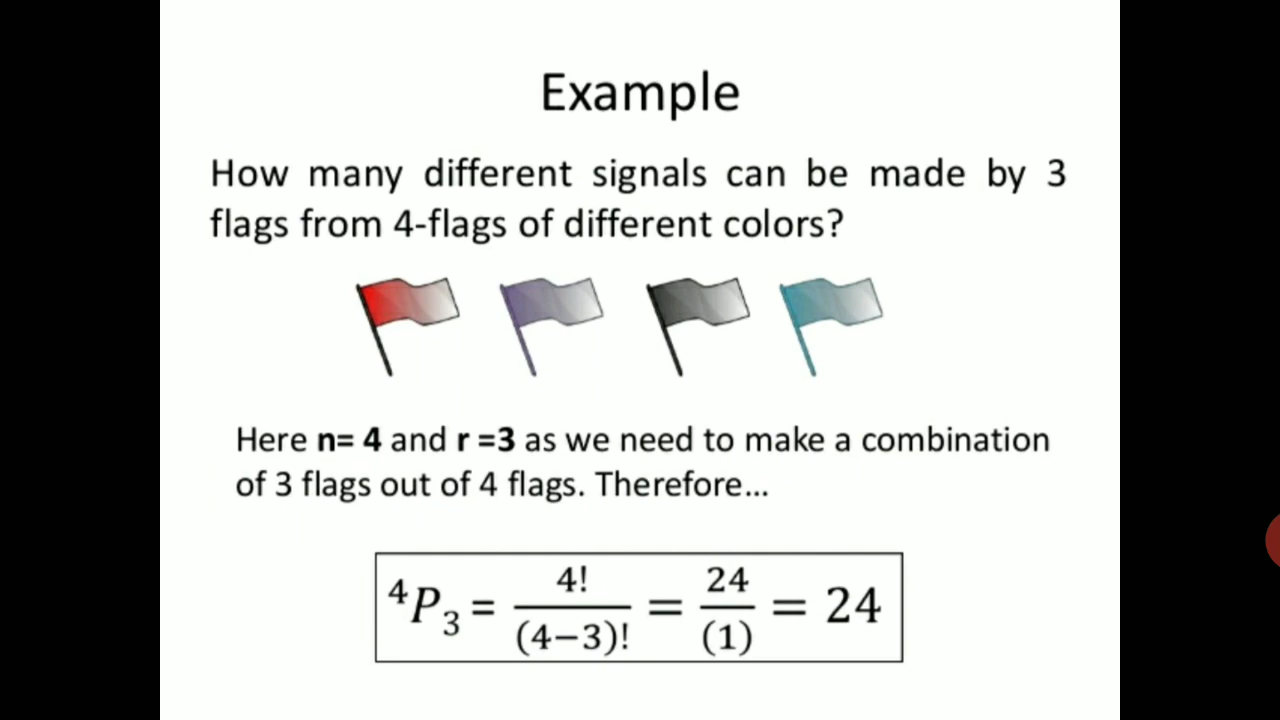 Example
How many different signals can be made by 3
flags from 4-flags of different colors?
Here n= 4 and r =3 as we need to make a combination
of 3 flags out of 4 flags. Therefore...
⁴P₃ = 4!/(4−3)! = 24/(1) = 24